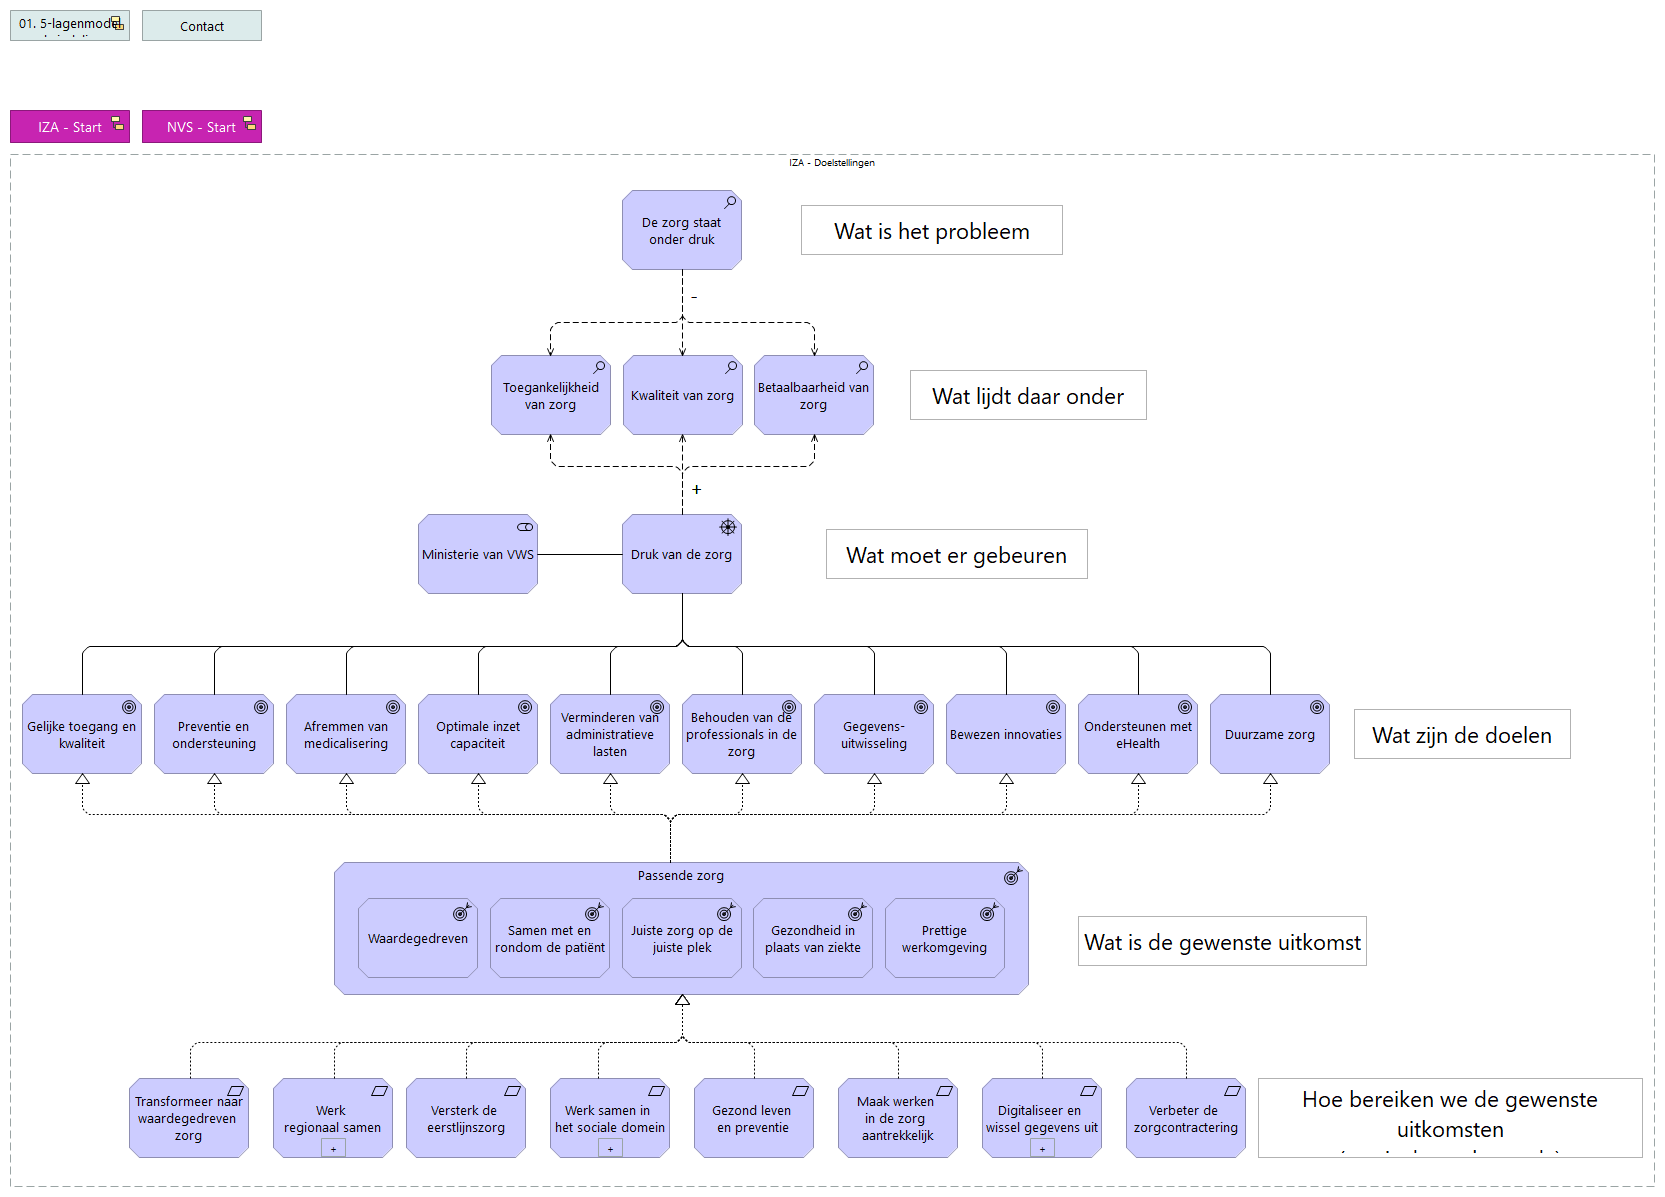 01. 5-lagenmodel
Contact
IZA - Start
NVS - Start
IZA - Doelstellingen
De zorg staat
onder druk
Wat is het probleem
-
Toegankelijkheid
van zorg
Kwaliteit van zorg
Betaalbaarheid van
zorg
Wat lijdt daar onder
+
Ministerie van VWS
Druk van de zorg
Wat moet er gebeuren
Gelijke toegang en
kwaliteit
Preventie en
ondersteuning
Afremmen van
medicalisering
Optimale inzet
capaciteit
Verminderen van
administratieve
lasten
Behouden van de
professionals in de
zorg
Gegevens-
uitwisseling
Bewezen innovaties
Ondersteunen met
eHealth
Duurzame zorg
Wat zijn de doelen
Passende zorg
Waardegedreven
Samen met en
rondom de patiënt
Juiste zorg op de
juiste plek
Gezondheid in
plaats van ziekte
Prettige
werkomgeving
Wat is de gewenste uitkomst
Transformeer naar
waardegedreven
zorg
Werk
regionaal samen
+
Versterk de
eerstlijnszorg
Werk samen in
het sociale domein
+
Gezond leven
en preventie
Maak werken
in de zorg
aantrekkelijk
Digitaliseer en
wissel gegevens uit
+
Verbeter de
zorgcontractering
Hoe bereiken we de gewenste
uitkomsten